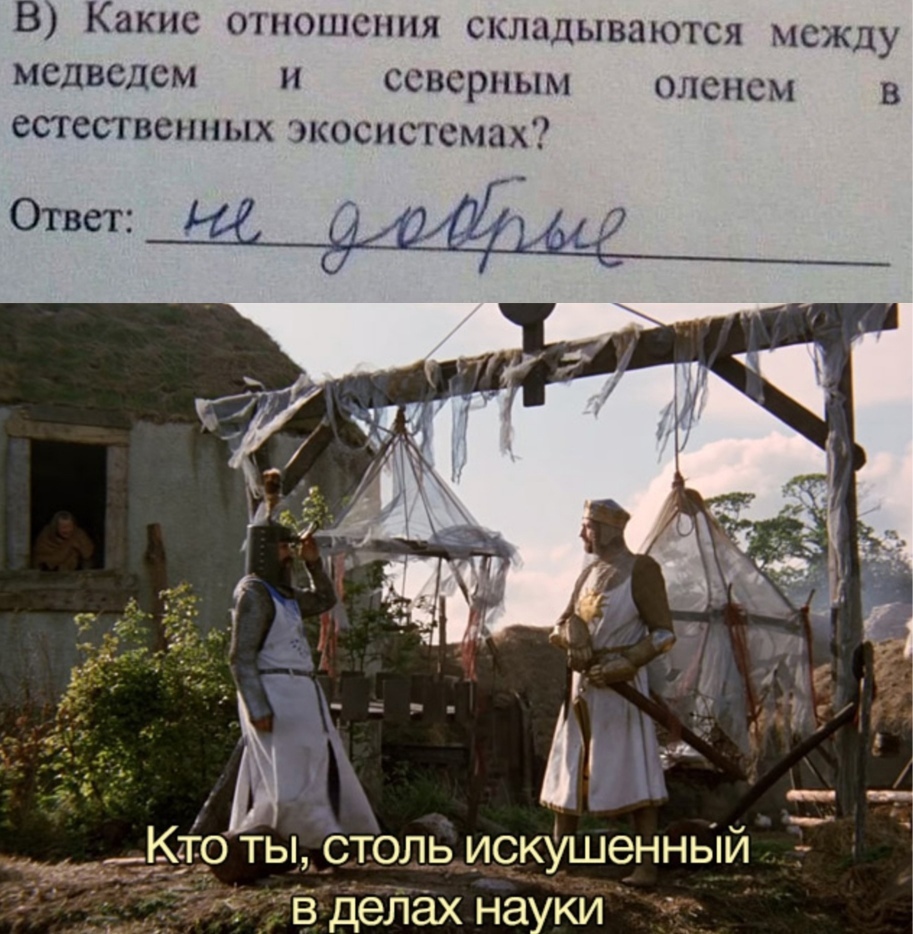 В) Какие отношения складываются между
медведем и северным оленем в
естественных экосистемах?
Ответ: не добрые
Кто ты, столь искушенный
в делах науки